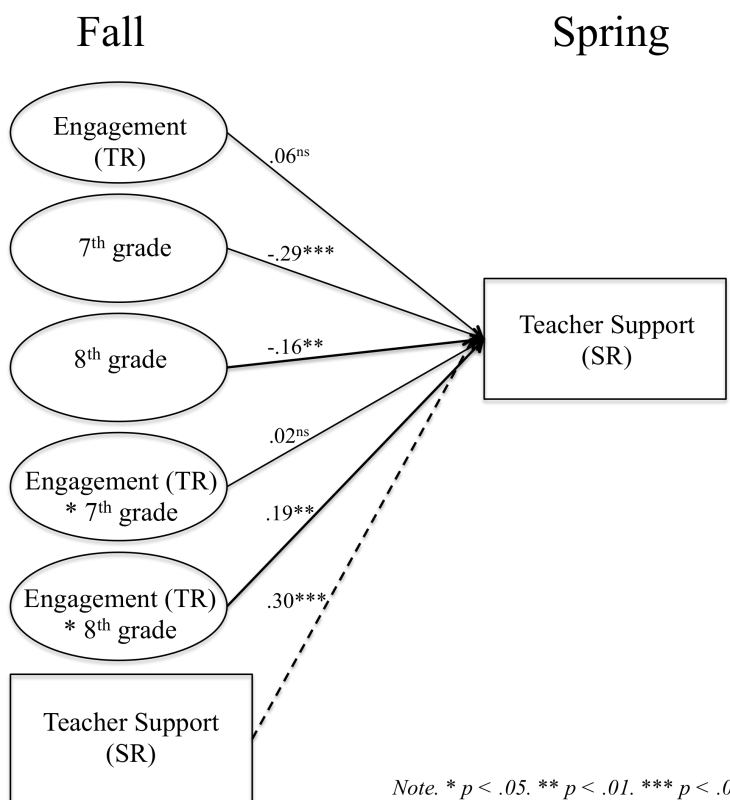 Fall
Spring
Engagement
(TR)
.06ns
7th grade
-.29***
8th grade
-.16**
Teacher Support
(SR)
Engagement (TR)
* 7th grade
.02ns
Engagement (TR)
* 8th grade
.19**
.30***
Teacher Support
(SR)
Note. * p < .05. ** p < .01. *** p < .0